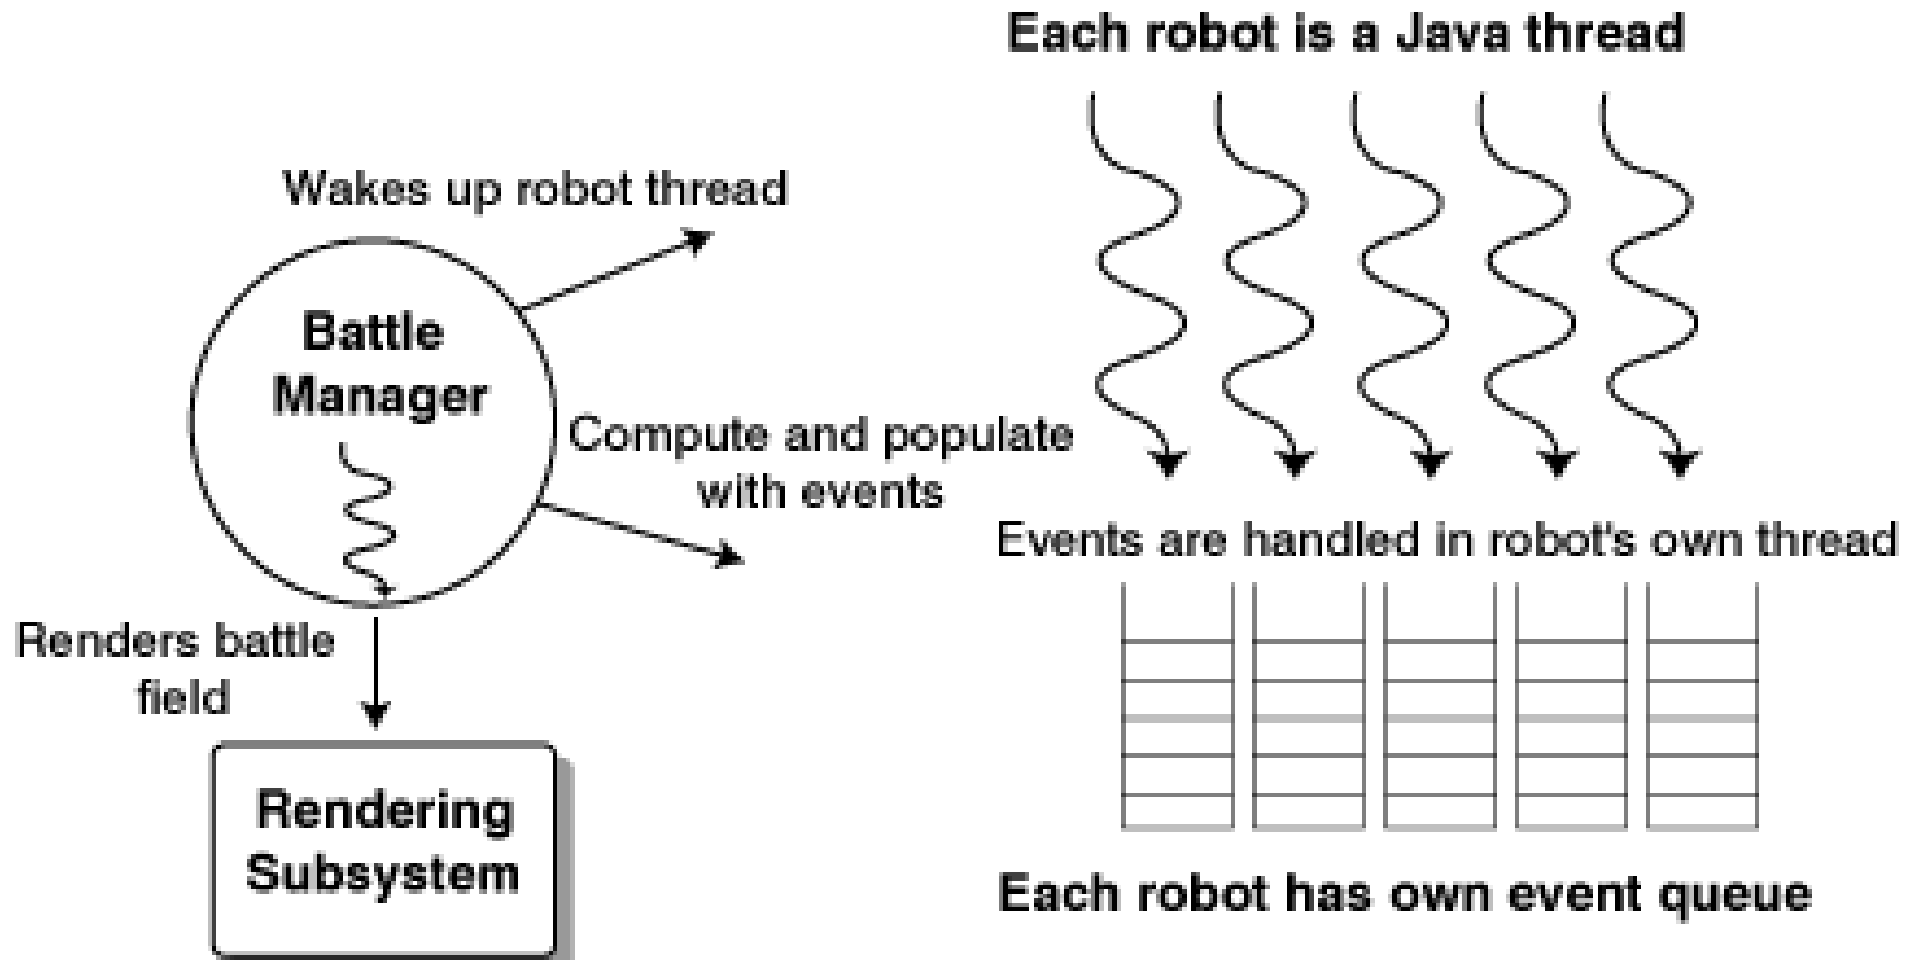 Each robot is a Java thread
Wakes up robot thread
Battle
Manager
Compute and populate
with events
Events are handled in robot's own thread
Renders battle
field
Rendering
Subsystem
Each robot has own event queue